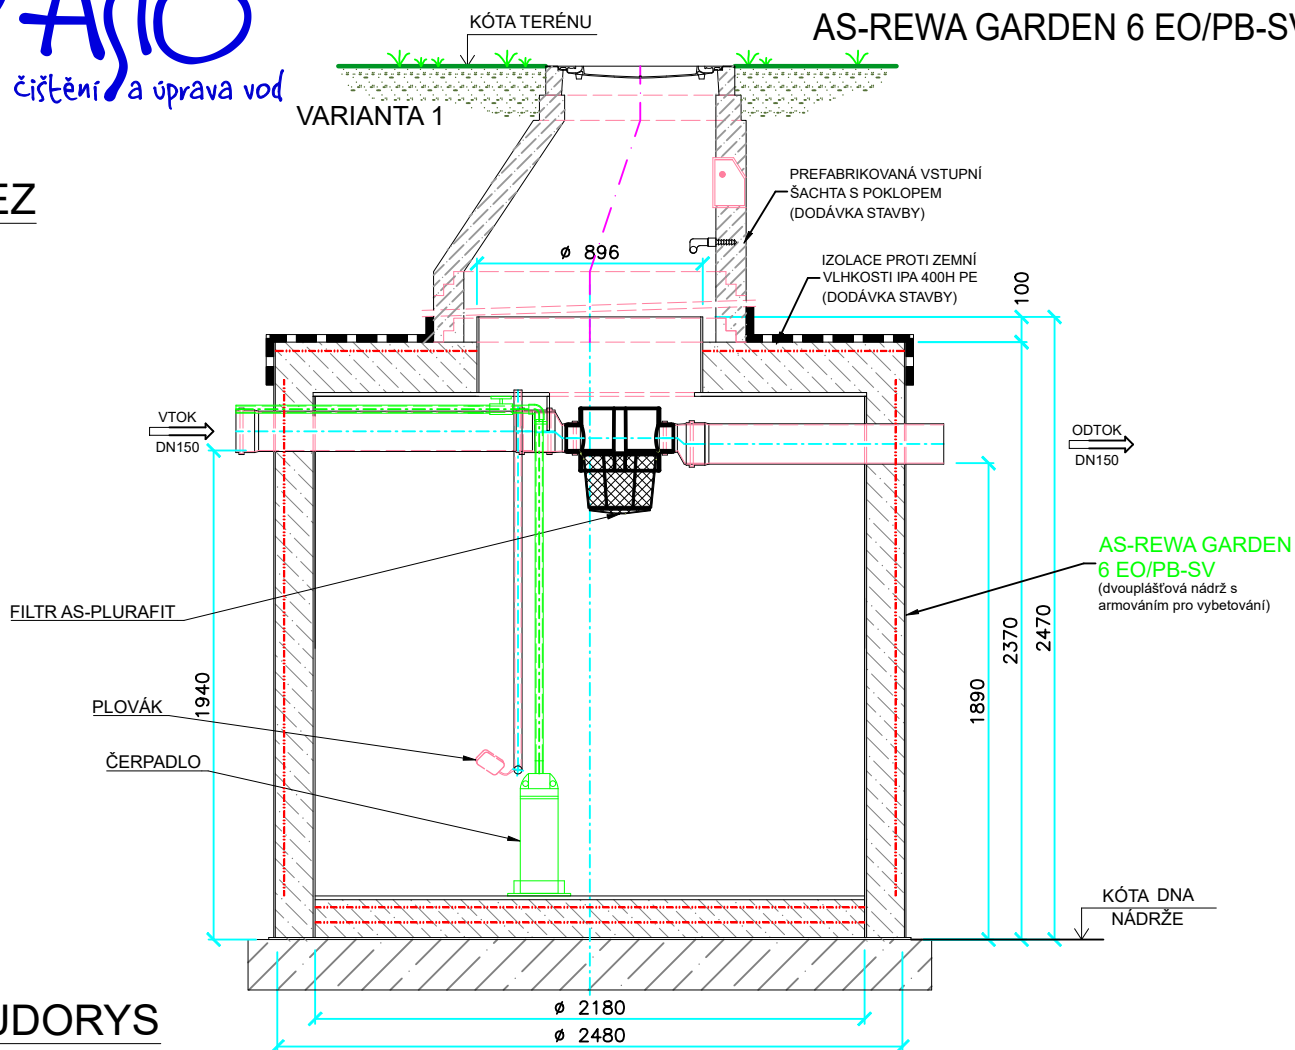 KÓTA TERÉNU
AS-REWA GARDEN 6 EO/PB-SV
ASIO
čištění a úprava vod
VARIANTA 1
EZ
PREFABRIKOVANÁ VSTUPNÍ
ŠACHTA S POKLOPEM
(DODÁVKA STAVBY)
ø 896
IZOLACE PROTI ZEMNÍ
VLHKOSTI IPA 400H PE
(DODÁVKA STAVBY)
100
VTOK
DN150
ODTOK
DN150
AS-REWA GARDEN
6 EO/PB-SV
(dvouplášťová nádrž s
armováním pro vybetování)
FILTR AS-PLURAFIT
2370
2470
1940
1890
PLOVÁK
ČERPADLO
KÓTA DNA
NÁDRŽE
ø 2180
UDORYS
ø 2480